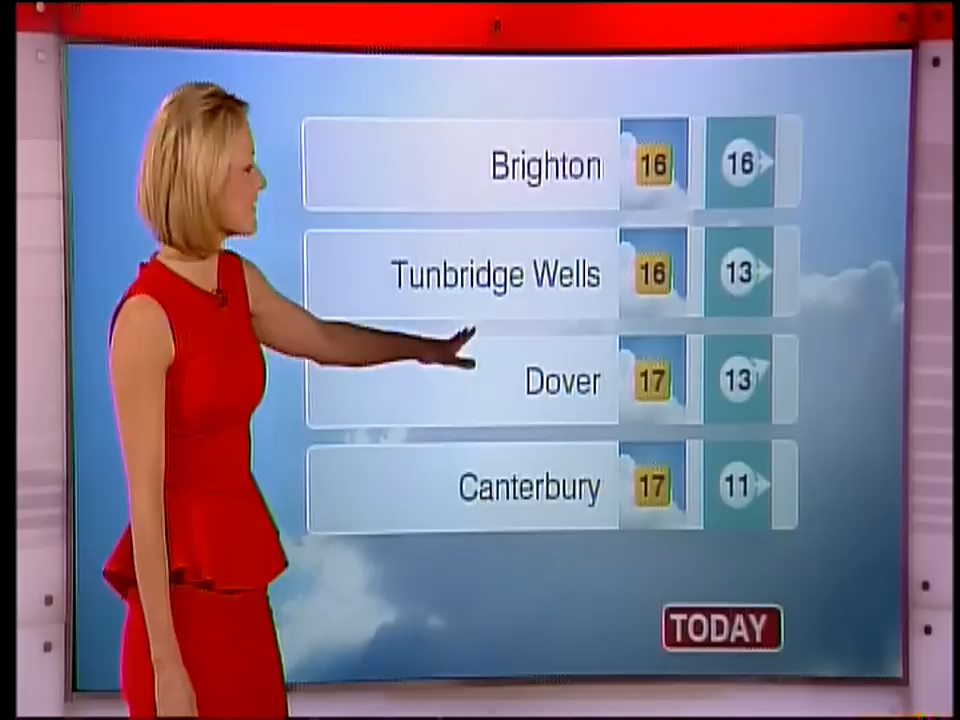 Brighton 16 16
Tunbridge Wells 16 13
Dover 17 13
Canterbury 17 11
TODAY